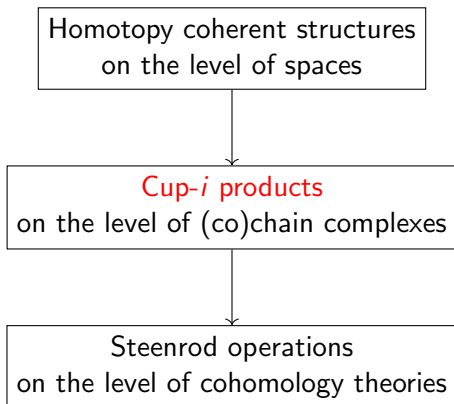 Homotopy coherent structures
on the level of spaces
Cup-i products
on the level of (co)chain complexes
Steenrod operations
on the level of cohomology theories